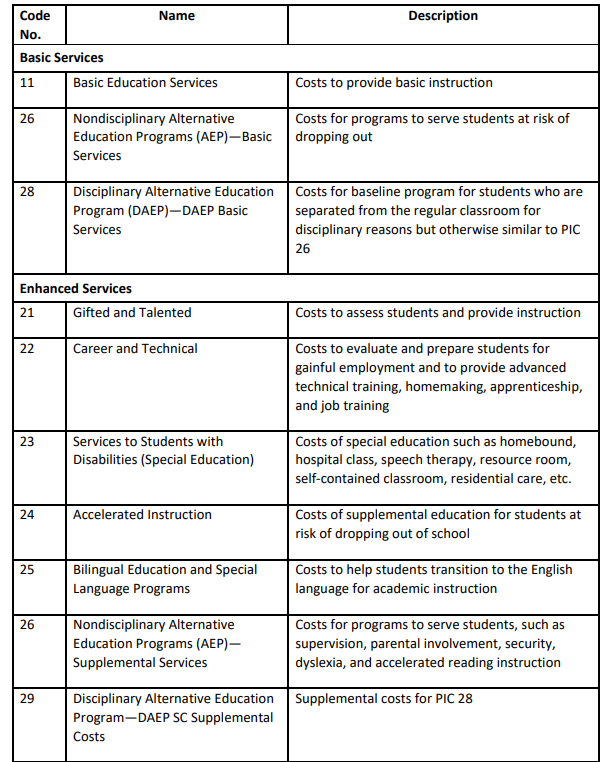 Code No. Name Description
Basic Services
11 Basic Education Services Costs to provide basic instruction
26 Nondisciplinary Alternative Education Programs (AEP)—Basic Services Costs for programs to serve students at risk of dropping out
28 Disciplinary Alternative Education Program (DAEP)—DAEP Basic Services Costs for baseline program for students who are separated from the regular classroom for disciplinary reasons but otherwise similar to PIC 26
Enhanced Services
21 Gifted and Talented Costs to assess students and provide instruction
22 Career and Technical Costs to evaluate and prepare students for gainful employment and to provide advanced technical training, homemaking, apprenticeship, and job training
23 Services to Students with Disabilities (Special Education) Costs of special education such as homebound, hospital class, speech therapy, resource room, self-contained classroom, residential care, etc.
24 Accelerated Instruction Costs of supplemental education for students at risk of dropping out of school
25 Bilingual Education and Special Language Programs Costs to help students transition to the English language for academic instruction
26 Nondisciplinary Alternative Education Programs (AEP)—Supplemental Services Costs for programs to serve students, such as supervision, parental involvement, security, dyslexia, and accelerated reading instruction
29 Disciplinary Alternative Education Program—DAEP SC Supplemental Costs Supplemental costs for PIC 28